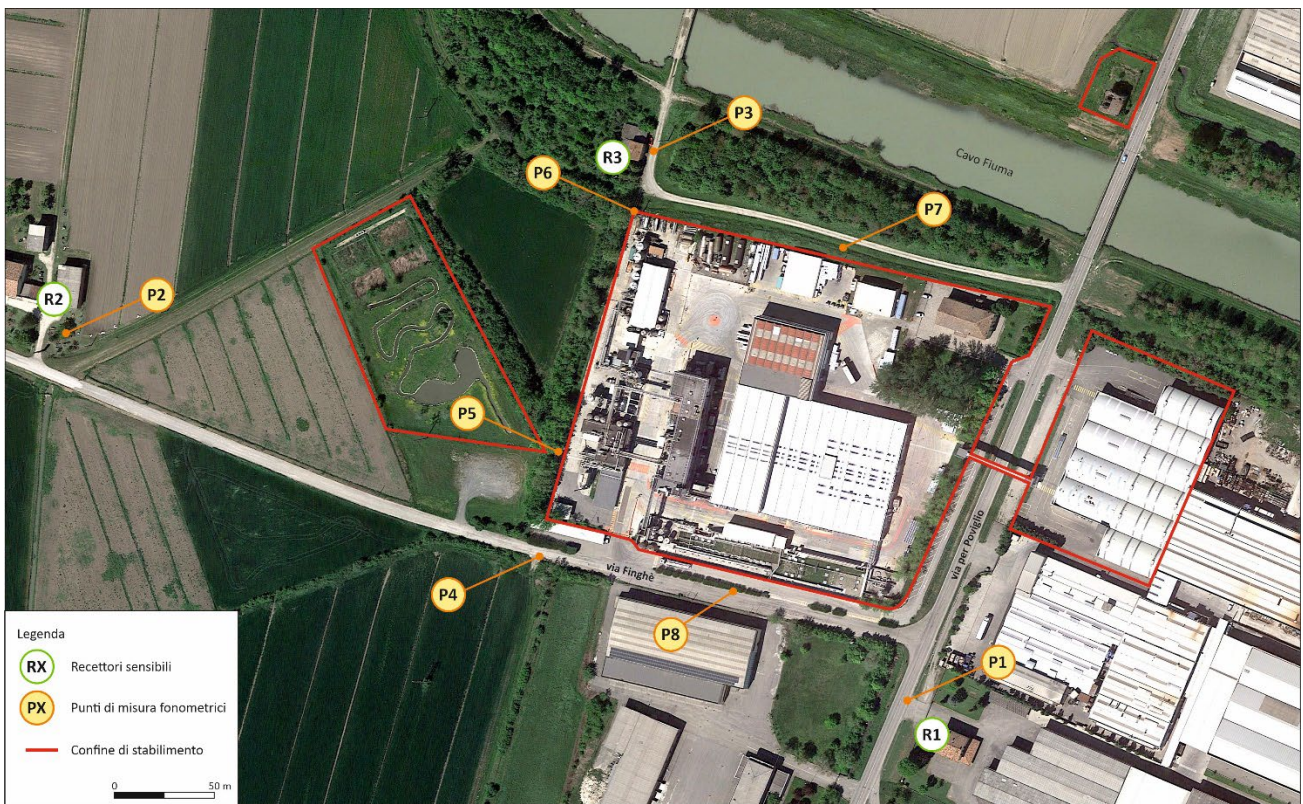 Cavo Fiuma
P3
R3
P6
P7
R2
P2
P5
via per Poviglio
via Finghè
P4
P8
P1
R1
Legenda
RX Recettori sensibili
PX Punti di misura fonometrici
Confine di stabilimento
0 50 m